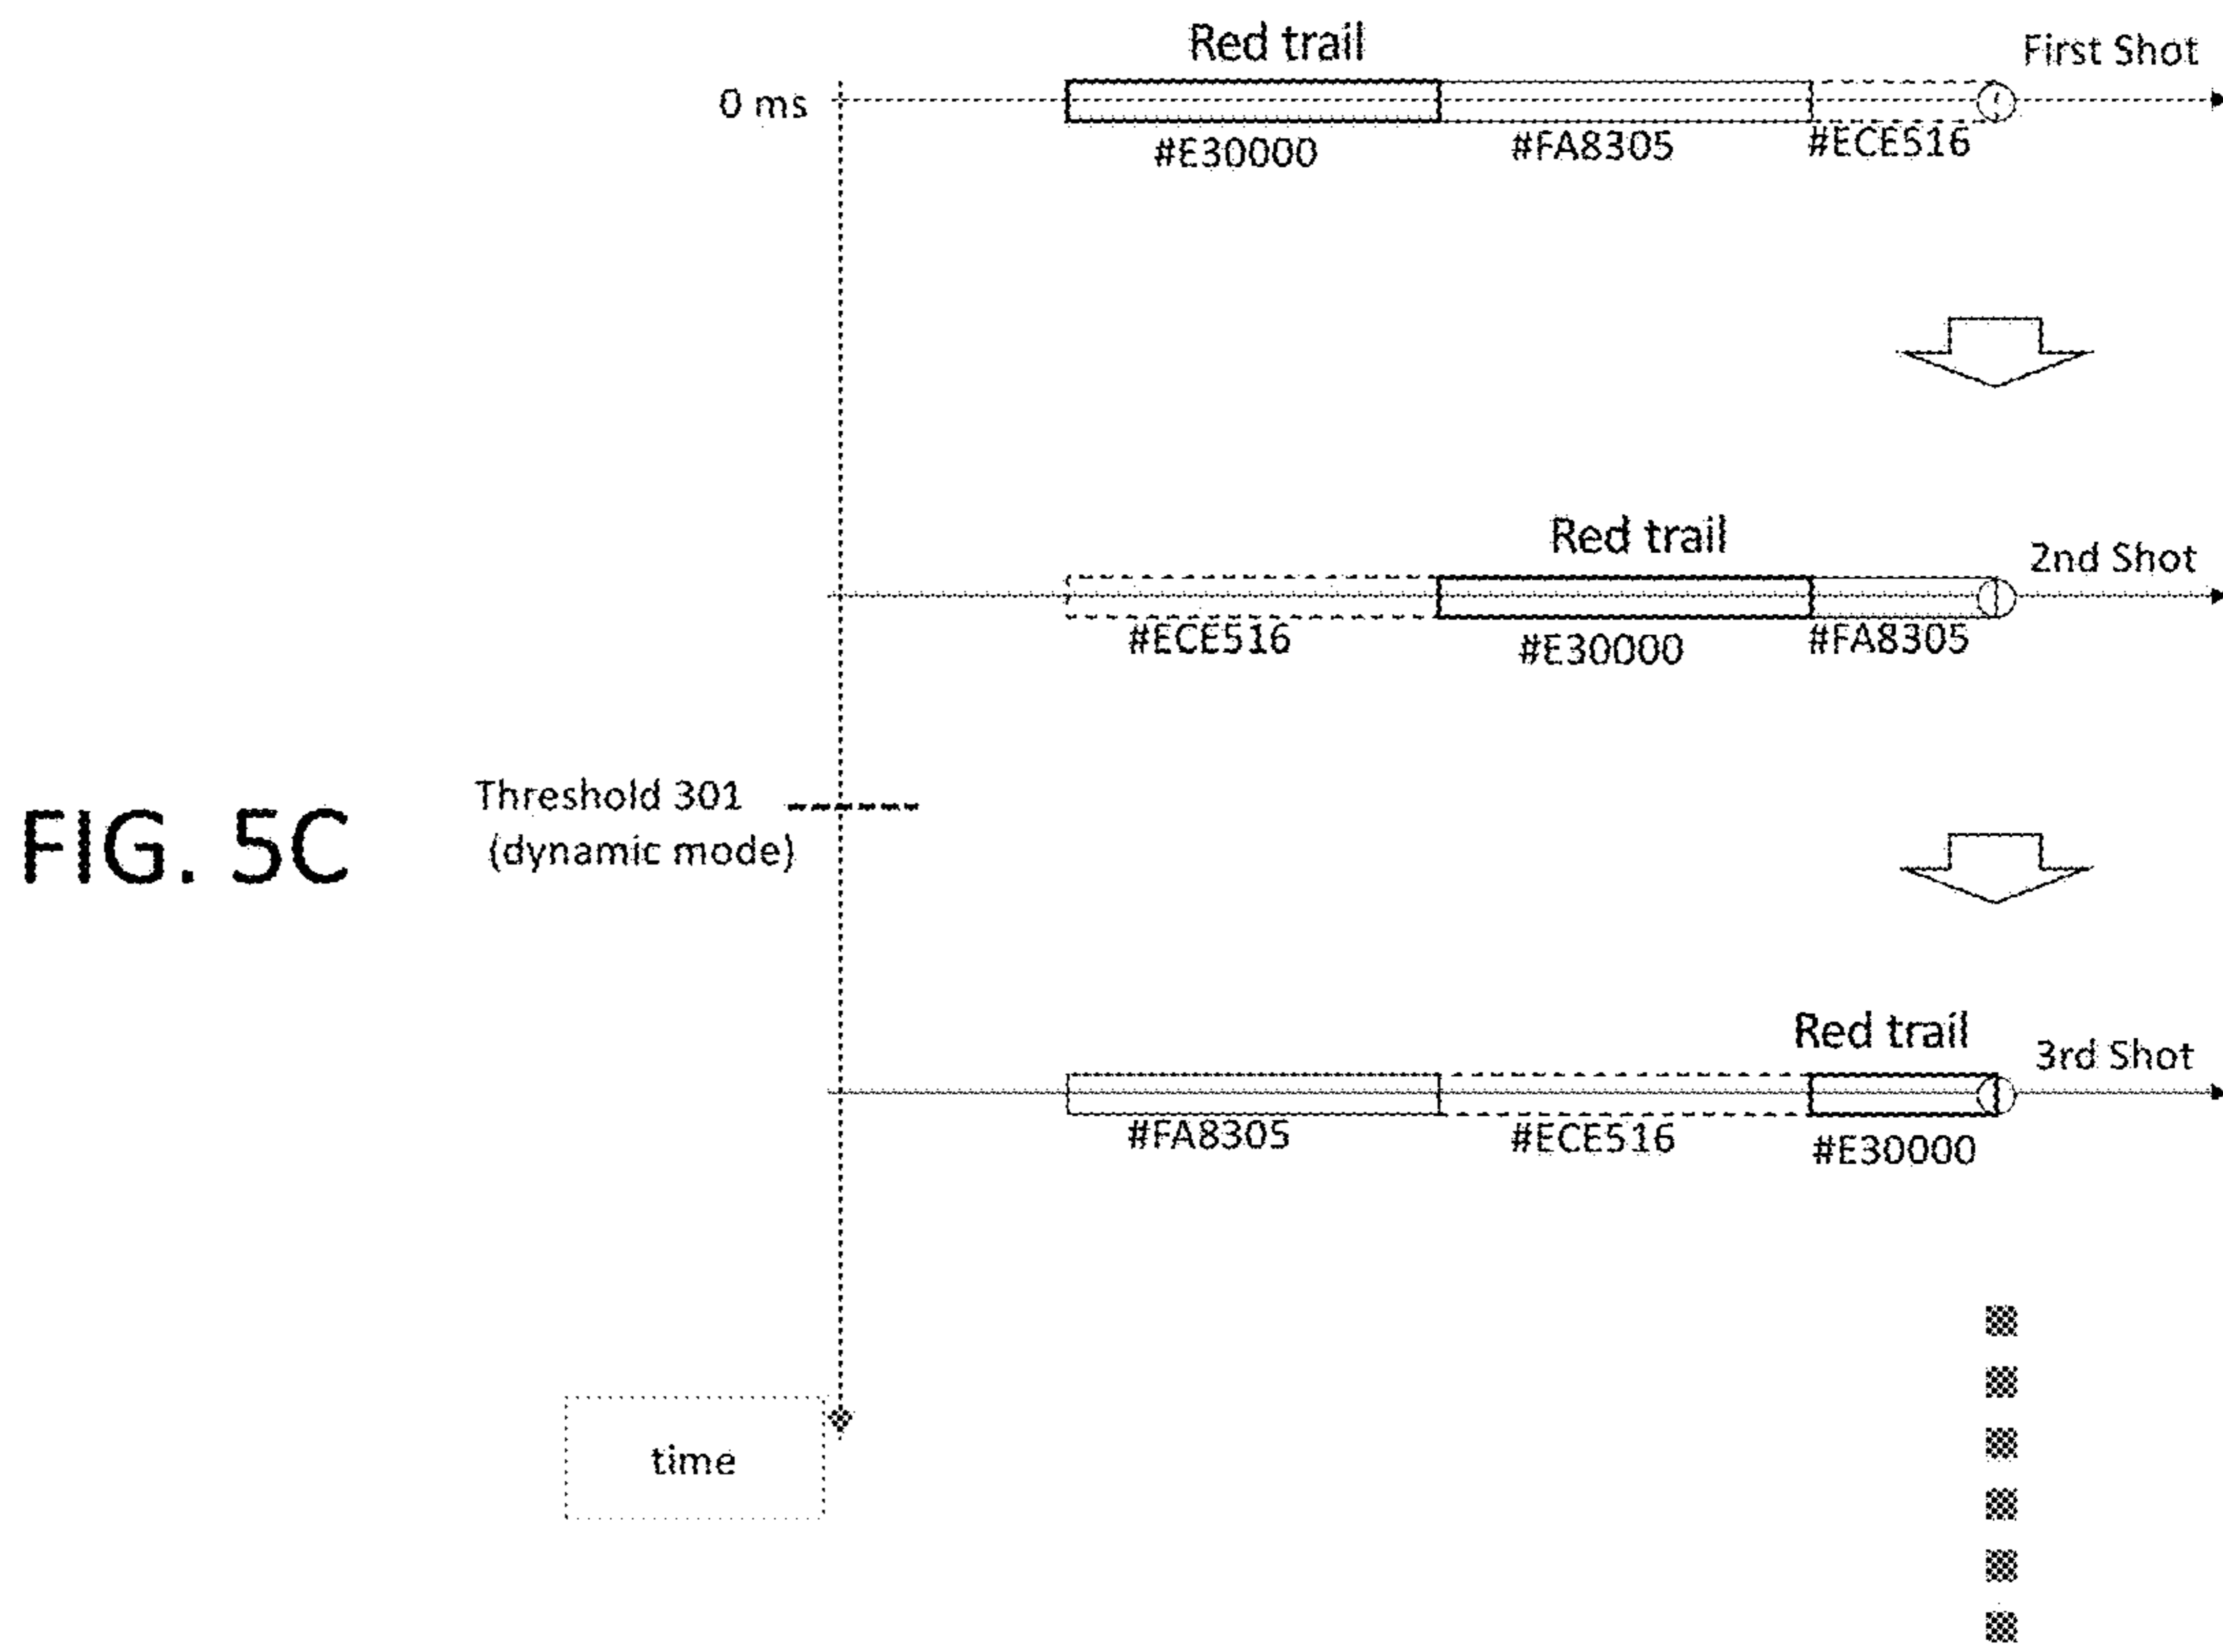 Red trail
First Shot
0 ms
#E30000
#FA8305
#ECE516
Red trail
2nd Shot
#ECE516
#E30000
#FA8305
FIG. 5C
Threshold 301
(dynamic mode)
Red trail
3rd Shot
#FA8305
#ECE516
#E30000
time